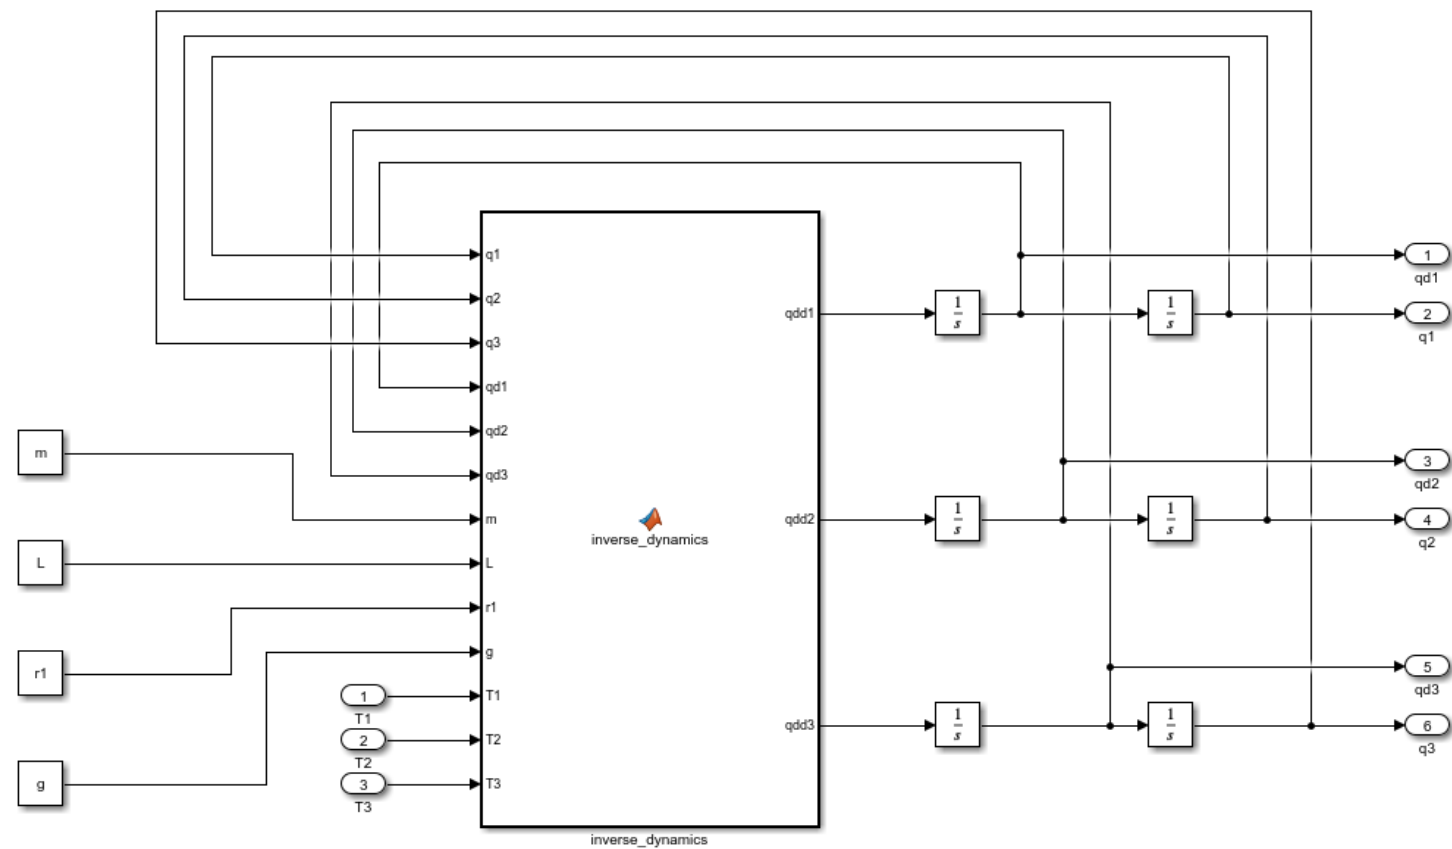 q1
q2
q3
qd1
qd2
qd3
m
L
r1
g
T1
T2
T3
m
L
r1
g
1
T1
2
T2
3
T3
inverse_dynamics
inverse_dynamics
qdd1
qdd2
qdd3
1
s
1
s
1
s
1
s
1
s
1
s
1
qd1
2
q1
3
qd2
4
q2
5
qd3
6
q3